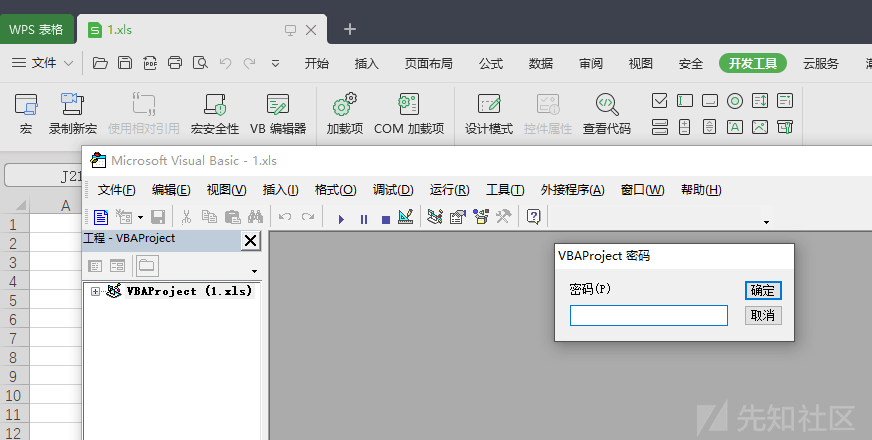 WPS 表格 1.xls
文件 开始 插入 页面布局 公式 数据 审阅 视图 安全 开发工具 云服务
宏 录制新宏 使用相对引用 宏安全性 VB 编辑器 加载项 COM 加载项 设计模式 控件属性 查看代码
Microsoft Visual Basic - 1.xls
J21
文件(F) 编辑(E) 视图(V) 插入(I) 格式(O) 调试(D) 运行(R) 工具(T) 外接程序(A) 窗口(W) 帮助(H)
A
工程 - VBAProject
VBAProject (1.xls)
1
2
3
4
5
6
7
8
9
10
11
12
VBAProject 密码
密码(P)
确定
取消
先知社区